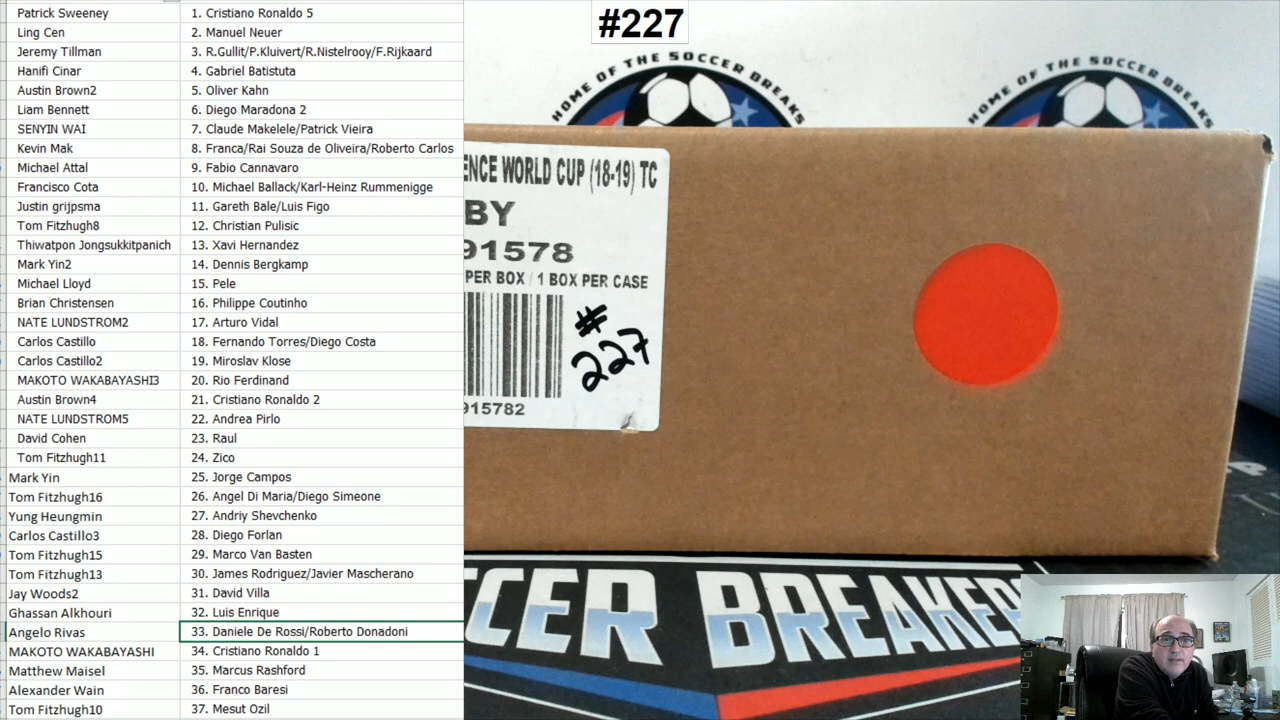 #227
Patrick Sweeney 1. Cristiano Ronaldo 5
Ling Cen 2. Manuel Neuer
Jeremy Tillman 3. R.Gullit/P.Kluivert/R.Nistelrooy/F.Rijkaard
Hanifi Cinar 4. Gabriel Batistuta
Austin Brown2 5. Oliver Kahn
Liam Bennett 6. Diego Maradona 2
SENYIN WAI 7. Claude Makelele/Patrick Vieira
Kevin Mak 8. Franca/Rai Souza de Oliveira/Roberto Carlos
Michael Attal 9. Fabio Cannavaro
Francisco Cota 10. Michael Ballack/Karl-Heinz Rummenigge
Justin grijpsma 11. Gareth Bale/Luis Figo
Tom Fitzhugh8 12. Christian Pulisic
Thiwatpon Jongsukkitpanich 13. Xavi Hernandez
Mark Yin2 14. Dennis Bergkamp
Michael Lloyd 15. Pele
Brian Christensen 16. Philippe Coutinho
NATE LUNDSTROM2 17. Arturo Vidal
Carlos Castillo 18. Fernando Torres/Diego Costa
Carlos Castillo2 19. Miroslav Klose
MAKOTO WAKABAYASHI3 20. Rio Ferdinand
Austin Brown4 21. Cristiano Ronaldo 2
NATE LUNDSTROM5 22. Andrea Pirlo
David Cohen 23. Raul
Tom Fitzhugh11 24. Zico
Mark Yin 25. Jorge Campos
Tom Fitzhugh16 26. Angel Di Maria/Diego Simeone
Yung Heungmin 27. Andriy Shevchenko
Carlos Castillo3 28. Diego Forlan
Tom Fitzhugh15 29. Marco Van Basten
Tom Fitzhugh13 30. James Rodriguez/Javier Mascherano
Jay Woods2 31. David Villa
Ghassan Alkhouri 32. Luis Enrique
Angelo Rivas 33. Daniele De Rossi/Roberto Donadoni
MAKOTO WAKABAYASHI 34. Cristiano Ronaldo 1
Matthew Maisel 35. Marcus Rashford
Alexander Wain 36. Franco Baresi
Tom Fitzhugh10 37. Mesut Ozil
HOME OF THE SOCCER BREAKS
HOME OF THE SOCCER BREAKS
ENCE WORLD CUP (18-19) TC
BY
91578
PER BOX / 1 BOX PER CASE
#
227
915782
CCER BREAKERS